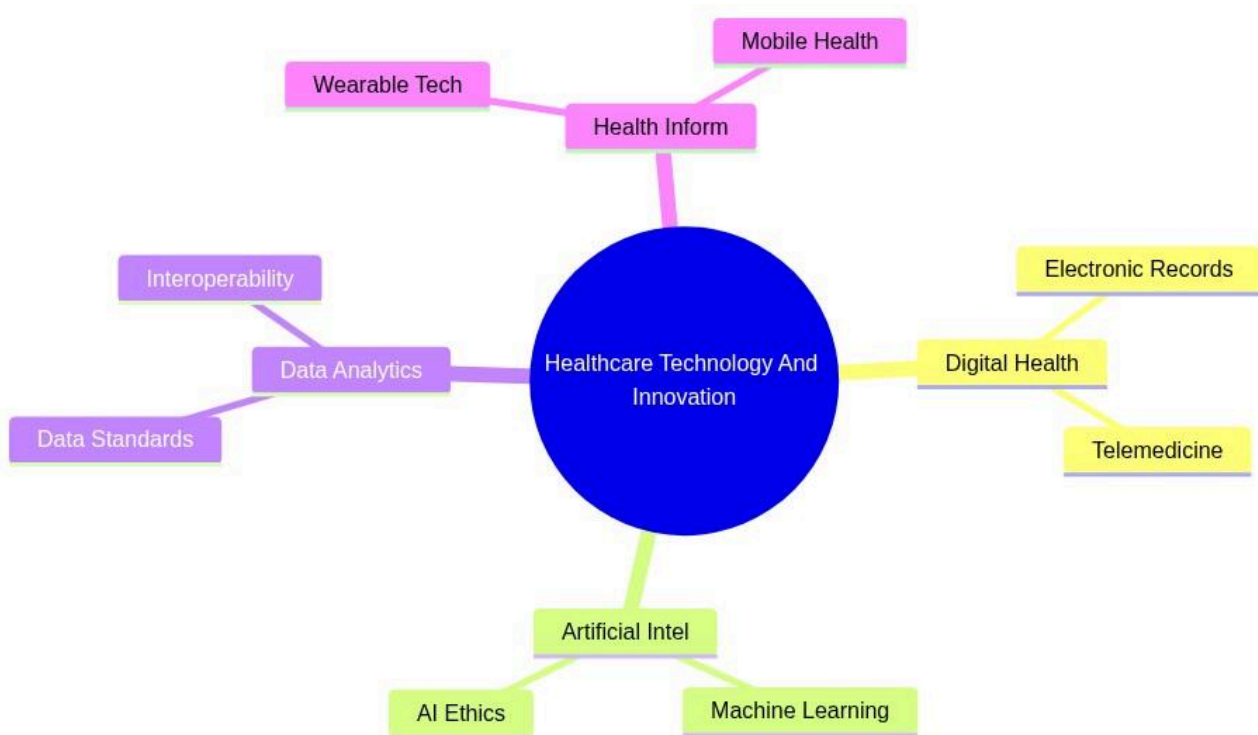 Mobile Health
Wearable Tech
Health Inform
Electronic Records
Interoperability
Healthcare Technology And
Innovation
Digital Health
Data Analytics
Data Standards
Telemedicine
Artificial Intel
AI Ethics
Machine Learning